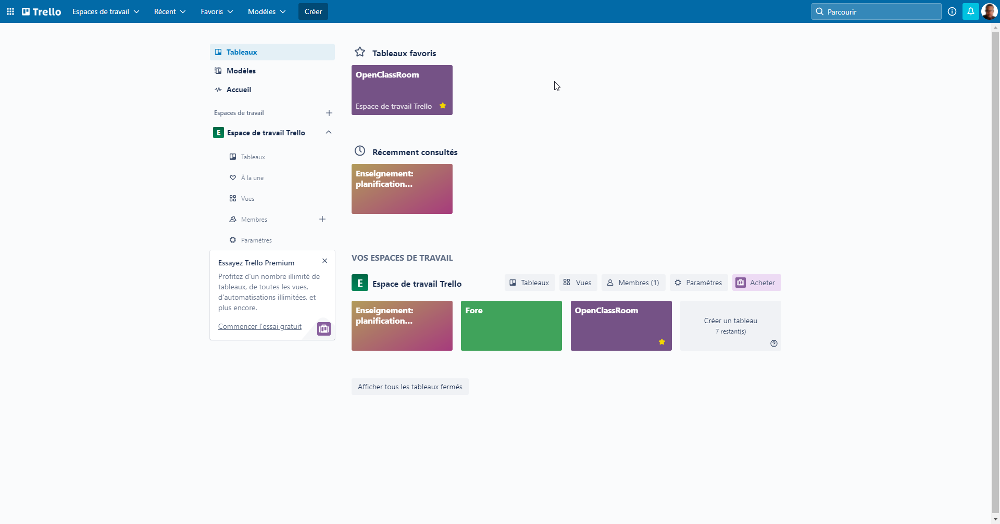 Trello
Espaces de travail
Récent
Favoris
Modèles
Créer
Parcourir
Tableaux
Modèles
Accueil
Espaces de travail
E Espace de travail Trello
Tableaux
À la une
Vues
Membres
Paramètres
Essayez Trello Premium
Profitez d'un nombre illimité de
tableaux, de toutes les vues,
d'automatisations illimitées, et
plus encore.
Commencer l'essai gratuit
Tableaux favoris
OpenClassRoom
Espace de travail Trello
Récemment consultés
Enseignement:
planification...
VOS ESPACES DE TRAVAIL
E Espace de travail Trello
Tableaux
Vues
Membres (1)
Paramètres
Acheter
Enseignement:
planification...
Fore
OpenClassRoom
Créer un tableau
7 restant(s)
Afficher tous les tableaux fermés